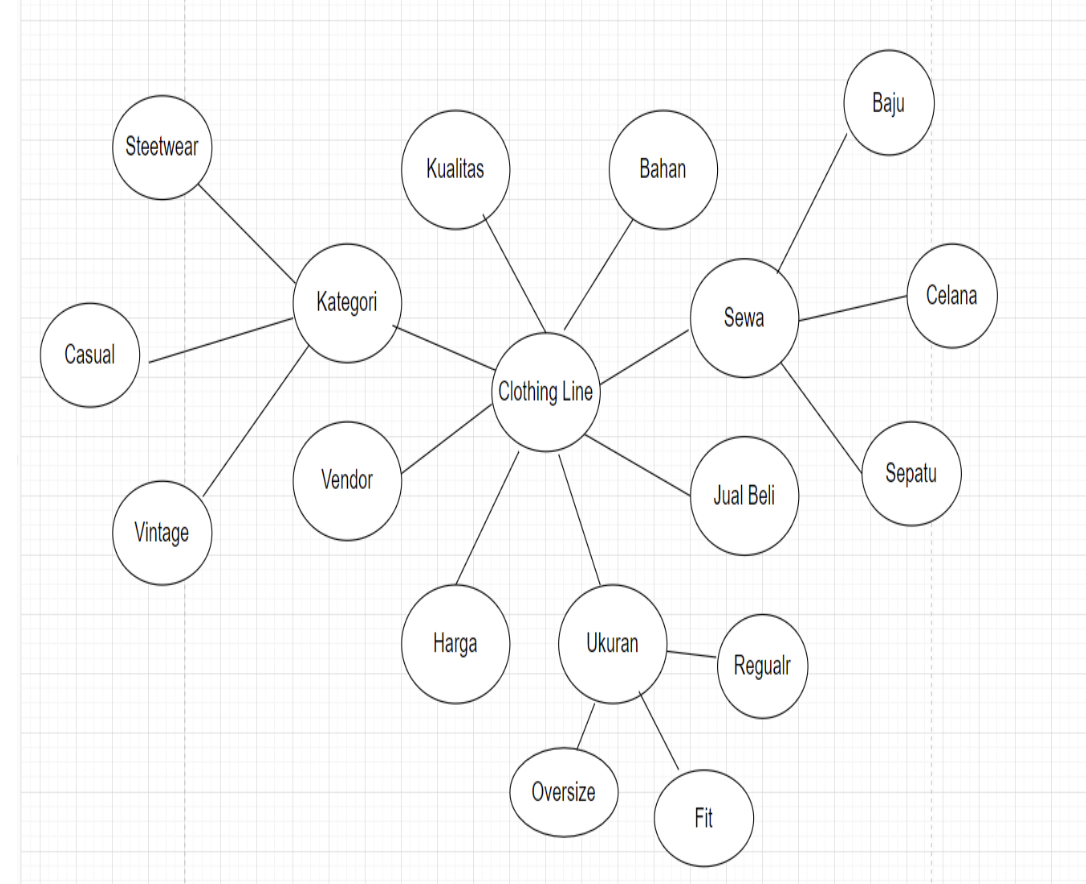 Baju
Steetwear
Kualitas
Bahan
Kategori
Sewa
Celana
Casual
Clothing Line
Vendor
Jual Beli
Sepatu
Vintage
Harga
Ukuran
Regualr
Oversize
Fit